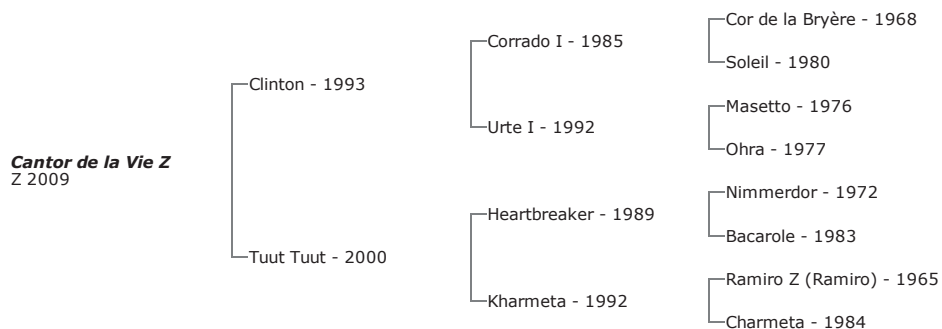 Cor de la Bryère - 1968
Corrado I - 1985
Soleil - 1980
Clinton - 1993
Masetto - 1976
Urte I - 1992
Ohra - 1977
Cantor de la Vie Z
Z 2009
Nimmerdor - 1972
Heartbreaker - 1989
Bacarole - 1983
Tuut Tuut - 2000
Ramiro Z (Ramiro) - 1965
Kharmeta - 1992
Charmeta - 1984